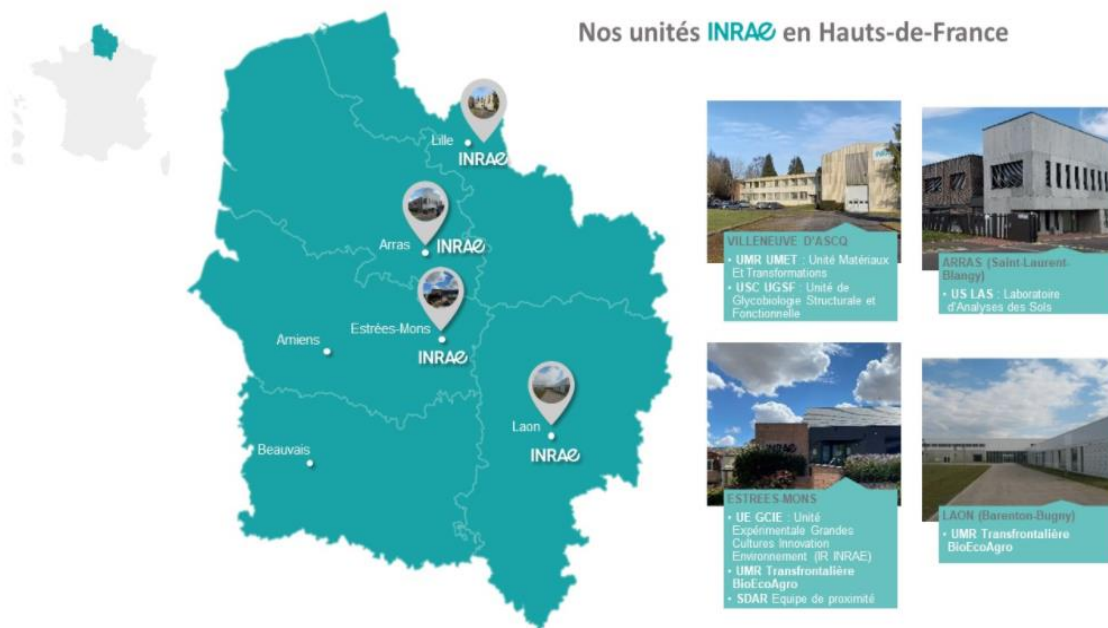 Nos unités INRAE en Hauts-de-France
Lille
INRAE
Arras
INRAE
Estrées-Mons
INRAE
Amiens
Laon
INRAE
Beauvais
VILLENEUVE D'ASCQ
• UMR UMET : Unité Matériaux
Et Transformations
• USC UGSF : Unité de
Glycobiologie Structurale et
Fonctionnelle
ARRAS (Saint-Laurent-
Blangy)
• US LAS : Laboratoire
d'Analyses des Sols
ESTREES-MONS
• UE GCIE : Unité
Expérimentale Grandes
Cultures Innovation
Environnement (IR INRAE)
• UMR Transfrontalière
BioEcoAgro
• SDAR Equipe de proximité
LAON (Barenton-Bugny)
• UMR Transfrontalière
BioEcoAgro